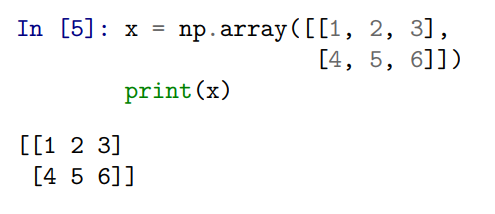 In [5]: x = np.array([[1, 2, 3],
[4, 5, 6]])
print(x)
[[1 2 3]
[4 5 6]]